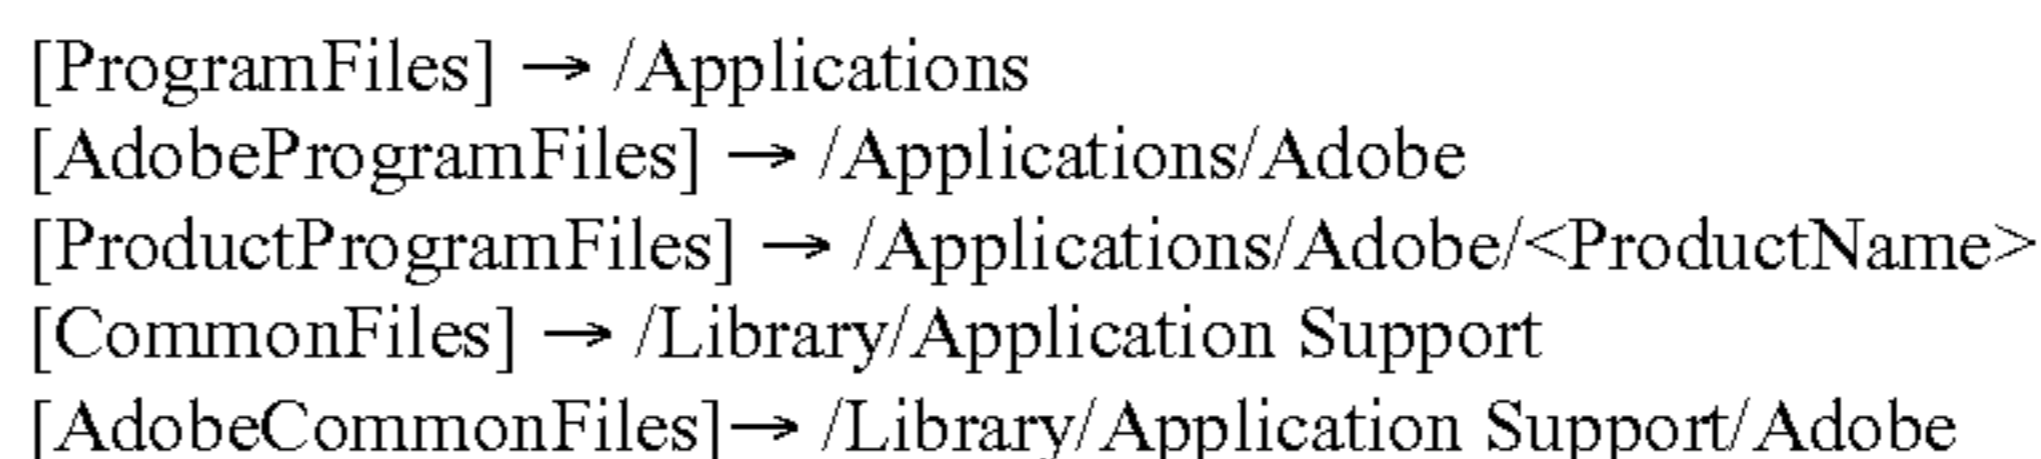 [ProgramFiles] → /Applications
[AdobeProgramFiles] → /Applications/Adobe
[ProductProgramFiles] → /Applications/Adobe/<ProductName>
[CommonFiles] → /Library/Application Support
[AdobeCommonFiles]→ /Library/Application Support/Adobe